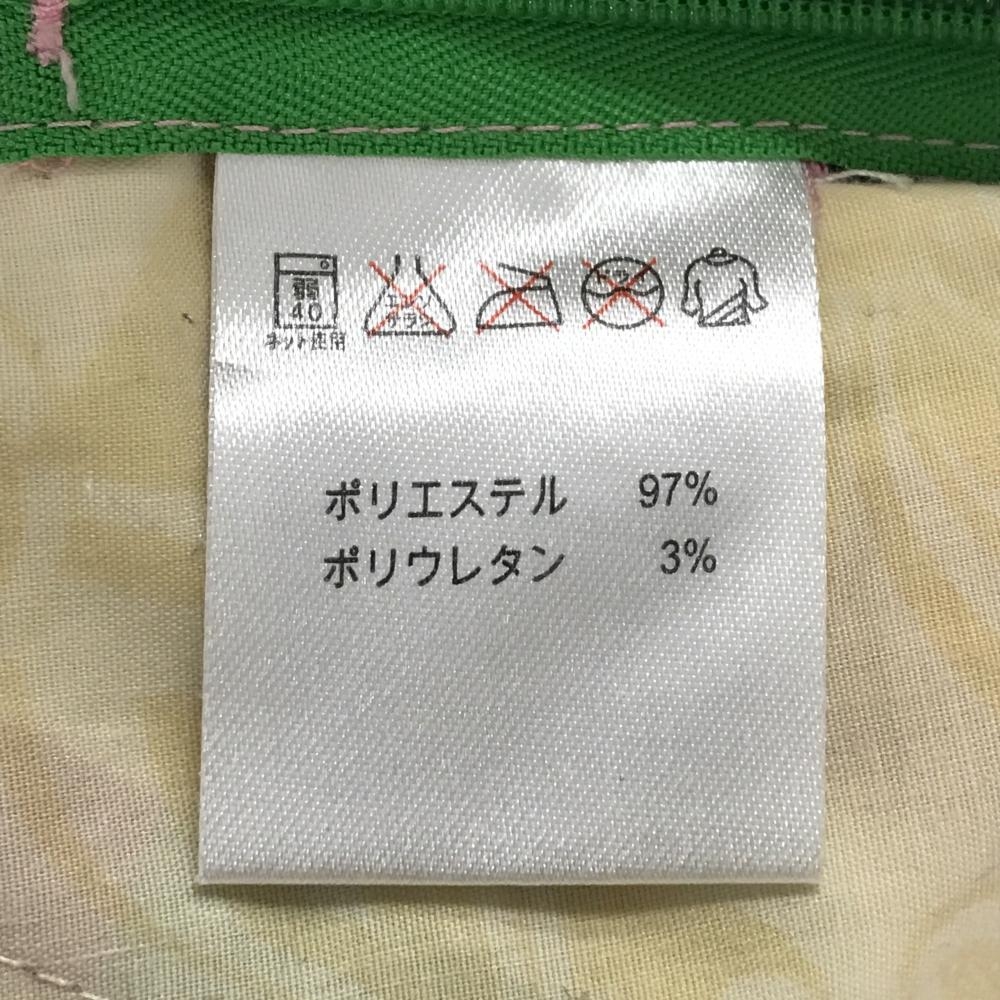 弱
40
ネット使用
エンソ
サラシ
ドライ
ポリエステル 97%
ポリウレタン 3%